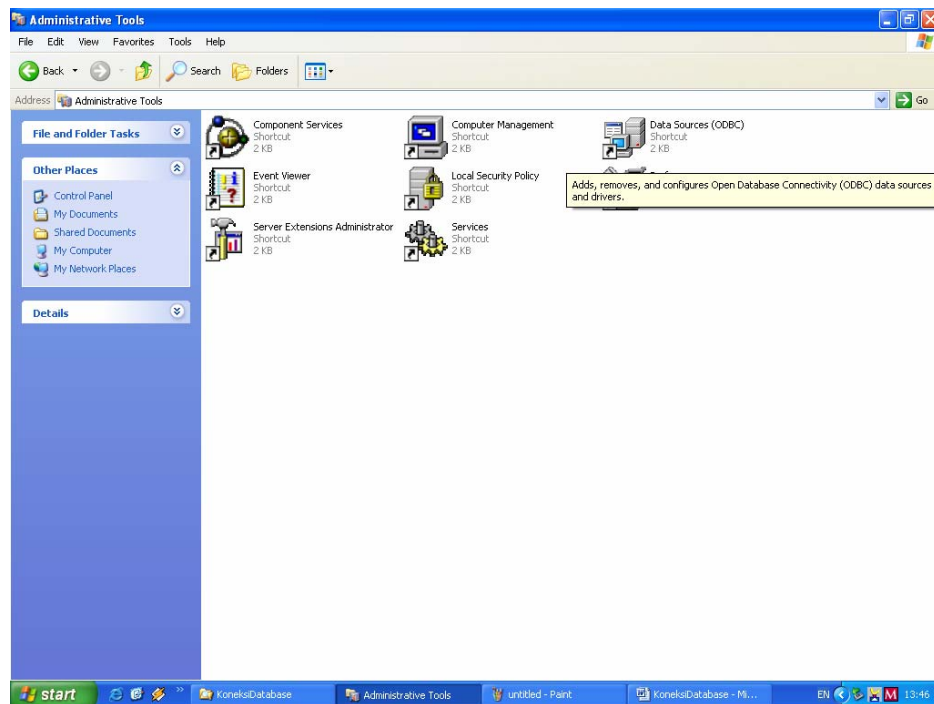 Administrative Tools
File Edit View Favorites Tools Help
Back Search Folders
Address Administrative Tools Go
File and Folder Tasks
Other Places
Control Panel
My Documents
Shared Documents
My Computer
My Network Places
Details
Component Services
Shortcut
2 KB
Computer Management
Shortcut
2 KB
Data Sources (ODBC)
Shortcut
2 KB
Event Viewer
Shortcut
2 KB
Local Security Policy
Shortcut
2 KB
Adds, removes, and configures Open Database Connectivity (ODBC) data sources
and drivers.
Server Extensions Administrator
Shortcut
2 KB
Services
Shortcut
2 KB
start KoneksiDatabase Administrative Tools untitled - Paint KoneksiDatabase - Mi... EN 13:46